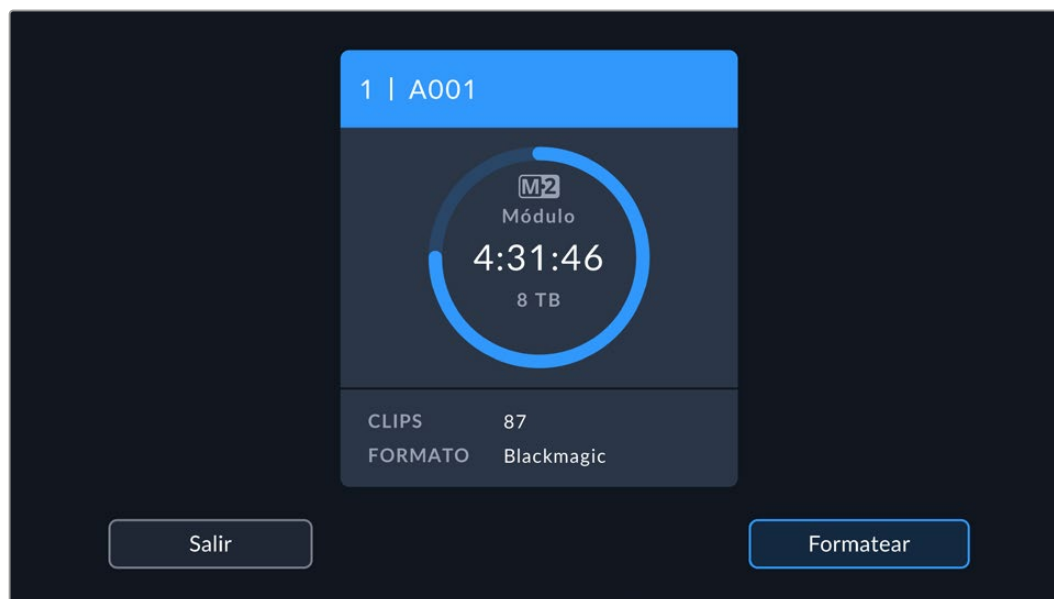 1 | A001
M.2
Módulo
4:31:46
8 TB
CLIPS 87
FORMATO Blackmagic
Salir
Formatear